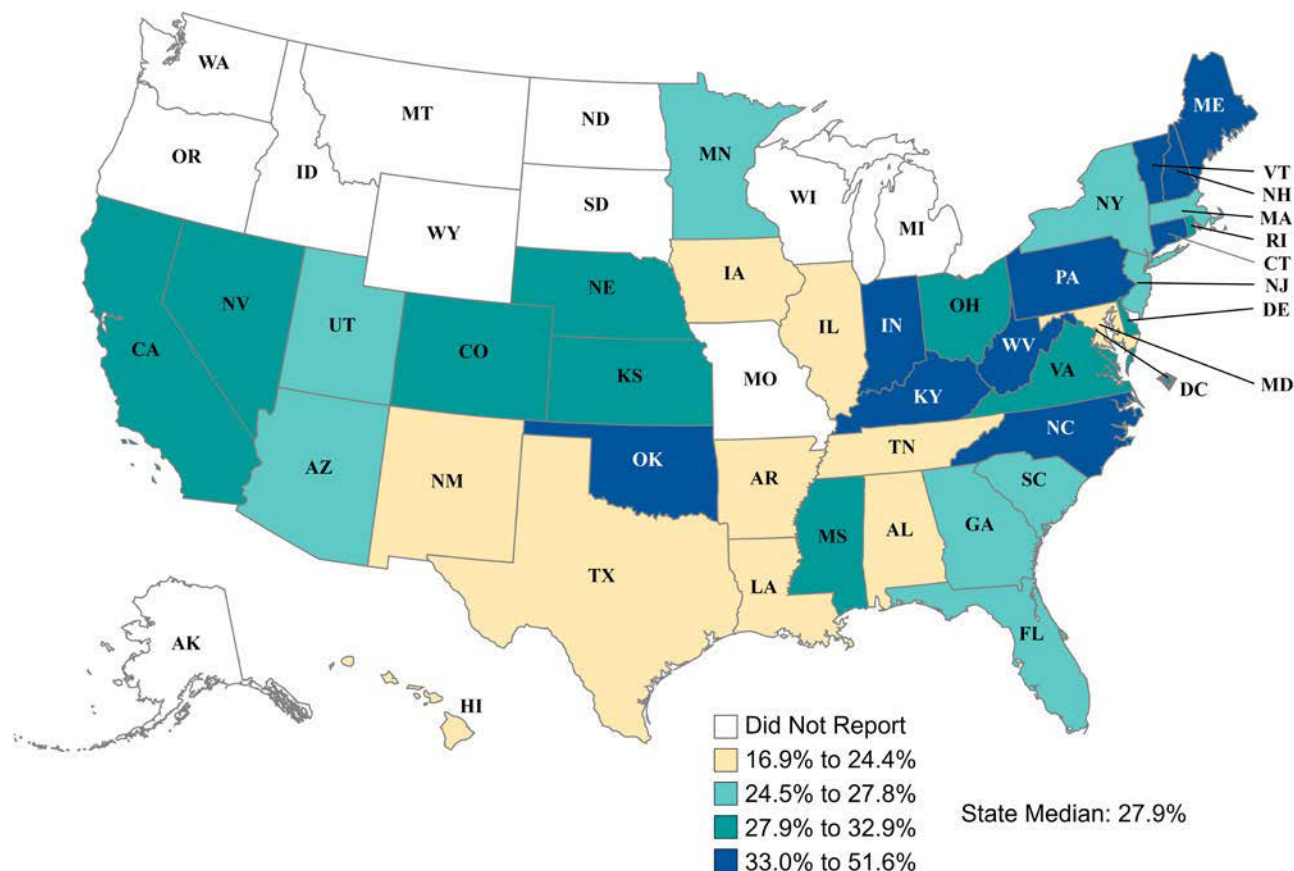 WA
MT
ND
MN
ME
OR
ID
SD
WI
MI
NY
VT
NH
MA
RI
CT
NJ
DE
MD
DC
WY
IA
NE
PA
NV
UT
CO
IL
IN
OH
CA
KS
MO
WV
VA
KY
NC
AZ
NM
OK
AR
TN
SC
MS
AL
GA
TX
LA
FL
AK
HI
Did Not Report
16.9% to 24.4%
24.5% to 27.8%
27.9% to 32.9%
33.0% to 51.6%
State Median: 27.9%